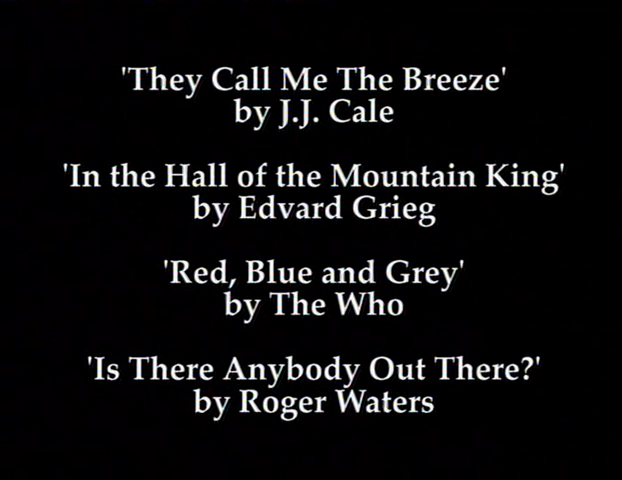 'They Call Me The Breeze'
by J.J. Cale
'In the Hall of the Mountain King'
by Edvard Grieg
'Red, Blue and Grey'
by The Who
'Is There Anybody Out There?'
by Roger Waters